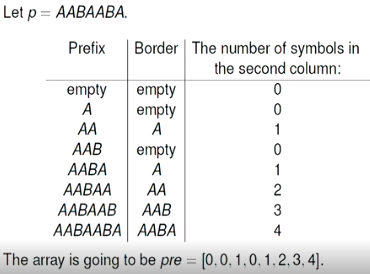 Let p = AABAABA.
Prefix Border The number of symbols in
the second column:
empty empty 0
A empty 0
AA A 1
AAB empty 0
AABA A 1
AABAA AA 2
AABAAB AAB 3
AABAABA AABA 4
The array is going to be pre = [0, 0, 1, 0, 1, 2, 3, 4].